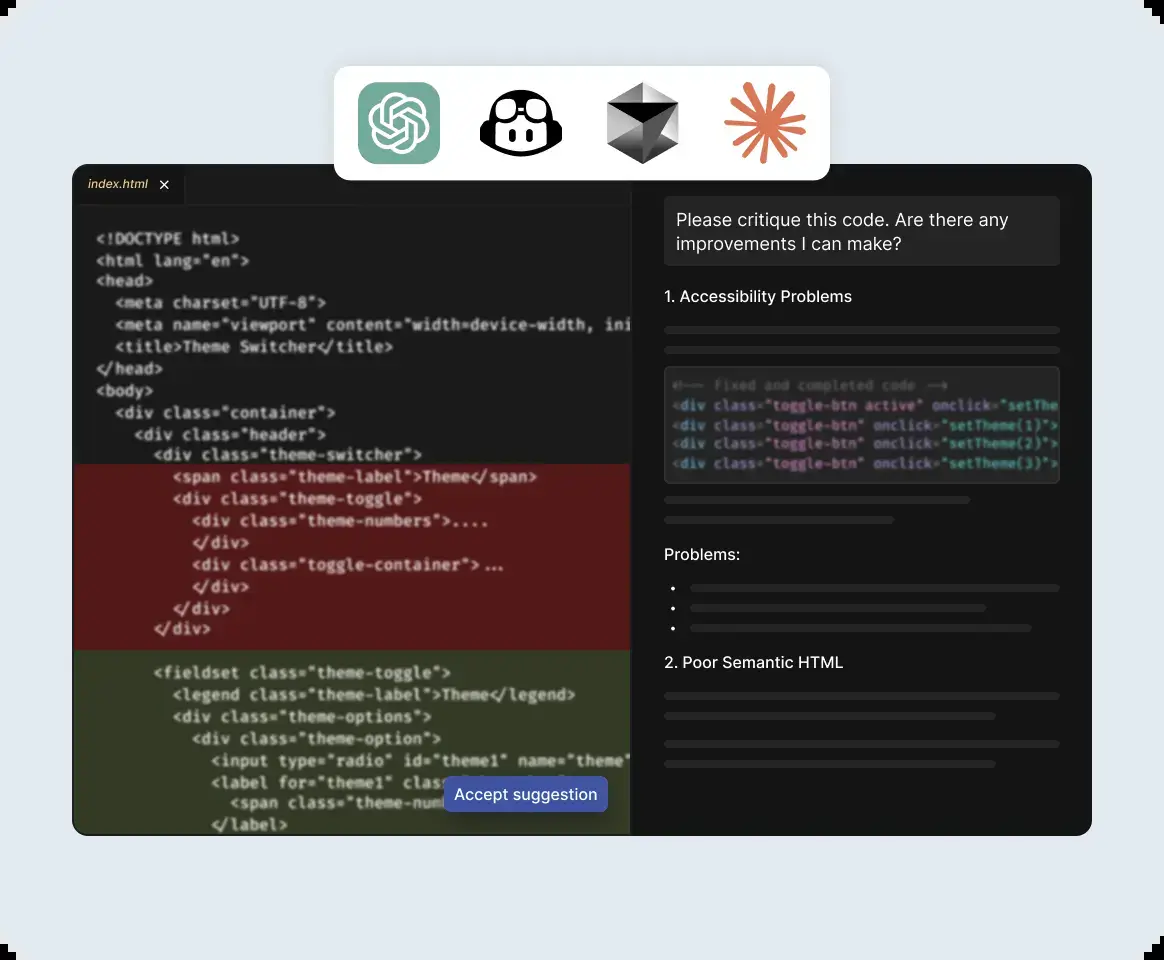 index.html
<!DOCTYPE html>
<html lang="en">
<head>
<meta charset="UTF-8">
<meta name="viewport" content="width=device-width, ini
<title>Theme Switcher</title>
</head>
<body>
<div class="container">
<div class="header">
<div class="theme-switcher">
<span class="theme-label">Theme</span>
<div class="theme-toggle">
<div class="theme-numbers">....
</div>
<div class="toggle-container">...
</div>
</div>
</div>
<fieldset class="theme-toggle">
<legend class="theme-label">Theme</legend>
<div class="theme-options">
<div class="theme-option">
<input type="radio" id="theme1" name="theme"
<label for="theme1" clas
<span class="theme-num
</label>
Accept suggestion
Please critique this code. Are there any
improvements I can make?
1. Accessibility Problems
<!-- Fixed and completed code -->
<div class="toggle-btn active" onclick="setThe
<div class="toggle-btn" onclick="setTheme(1)">
<div class="toggle-btn" onclick="setTheme(2)">
<div class="toggle-btn" onclick="setTheme(3)">
Problems:
2. Poor Semantic HTML